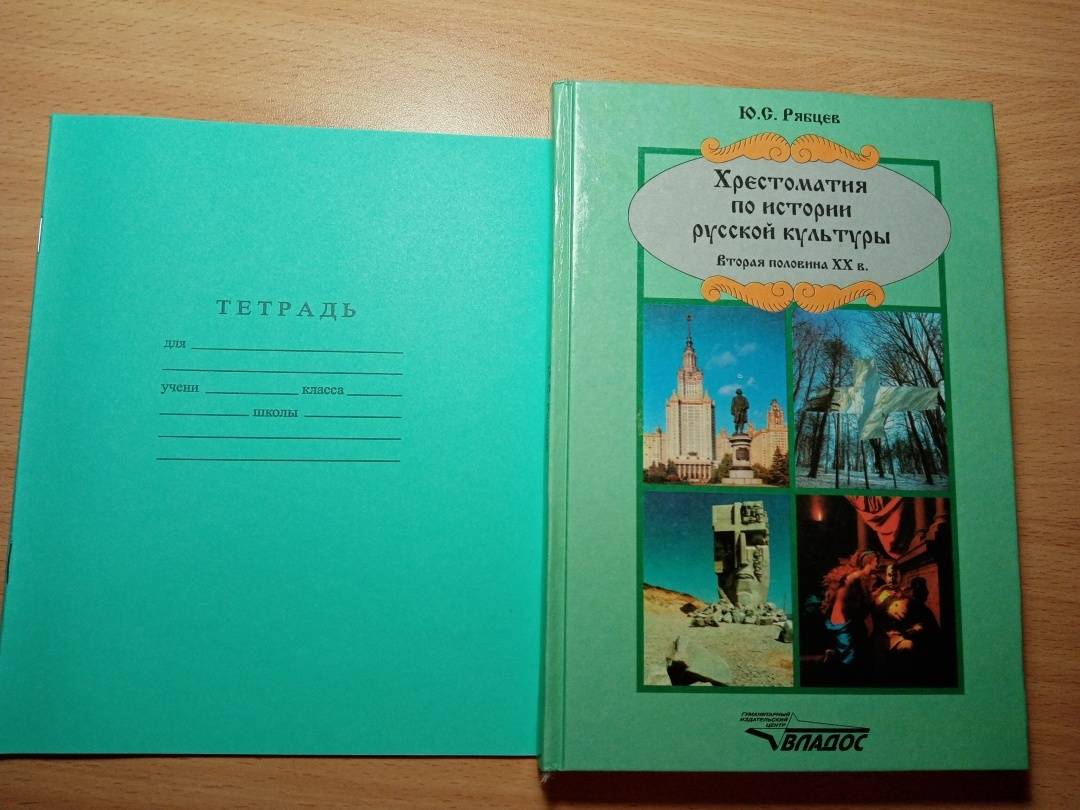 ТЕТРАДЬ
для
учени класса
школы
Ю.С. Рябцев
Хрестоматия
по истории
русской культуры
Вторая половина XX в.
ГУМАНИТАРНЫЙ
ИЗДАТЕЛЬСКИЙ
ЦЕНТР
ВЛАДОС